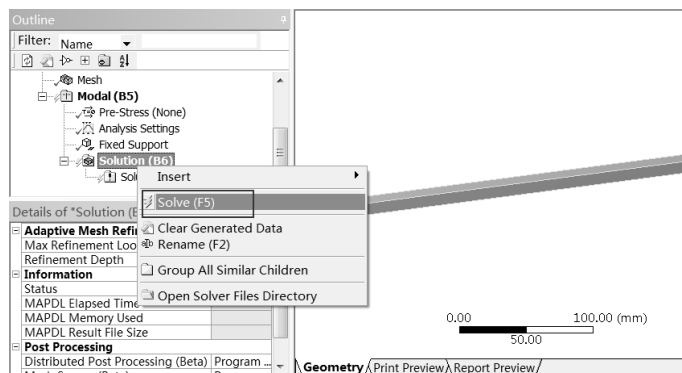 Outline
Filter: Name
Mesh
Modal (B5)
Pre-Stress (None)
Analysis Settings
Fixed Support
Solution (B6)
Insert
Solve (F5)
Clear Generated Data
Rename (F2)
Group All Similar Children
Open Solver Files Directory
Details of "Solution
Adaptive Mesh
Max Refinement
Refinement Depth
Information
Status
MAPDL Elapsed Time
MAPDL Memory Used
MAPDL Result File Size
Post Processing
Distributed Post Processing (Beta) Program ...
0.00 100.00 (mm)
50.00
Geometry Print Preview Report Preview